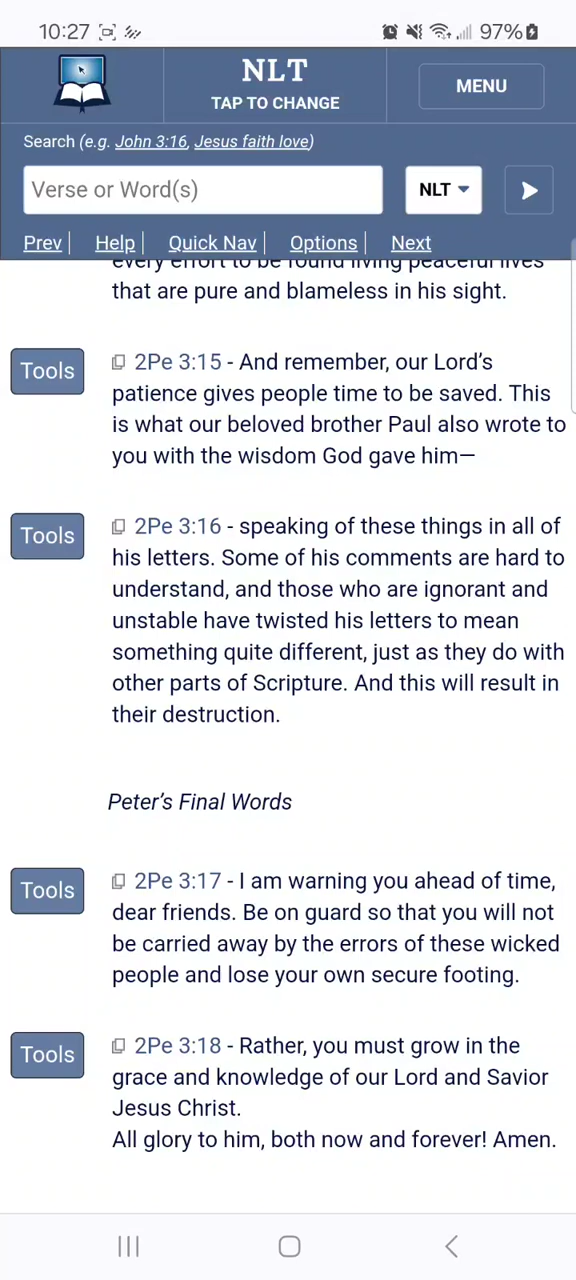 10:27 97%
NLT
TAP TO CHANGE
MENU
Search (e.g. John 3:16, Jesus faith love)
Verse or Word(s)
NLT
Prev Help Quick Nav Options Next
every effort to be found living peaceful lives
that are pure and blameless in his sight.
Tools
2Pe 3:15 - And remember, our Lord’s
patience gives people time to be saved. This
is what our beloved brother Paul also wrote to
you with the wisdom God gave him—
Tools
2Pe 3:16 - speaking of these things in all of
his letters. Some of his comments are hard to
understand, and those who are ignorant and
unstable have twisted his letters to mean
something quite different, just as they do with
other parts of Scripture. And this will result in
their destruction.
Peter’s Final Words
Tools
2Pe 3:17 - I am warning you ahead of time,
dear friends. Be on guard so that you will not
be carried away by the errors of these wicked
people and lose your own secure footing.
Tools
2Pe 3:18 - Rather, you must grow in the
grace and knowledge of our Lord and Savior
Jesus Christ.
All glory to him, both now and forever! Amen.